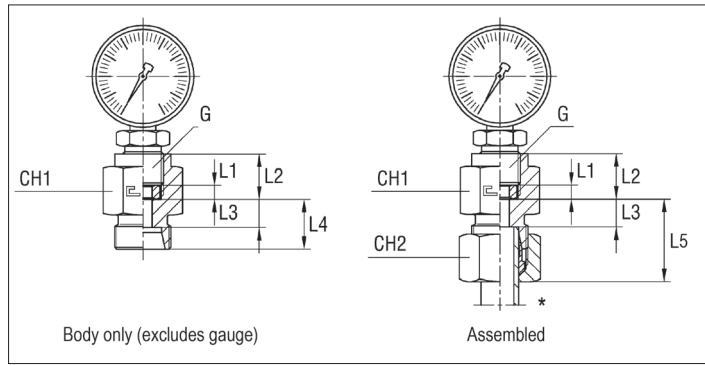 G
L1
L2
CH1
L3
L4
Body only (excludes gauge)
G
L1
L2
CH1
L3
CH2
L5
*
Assembled